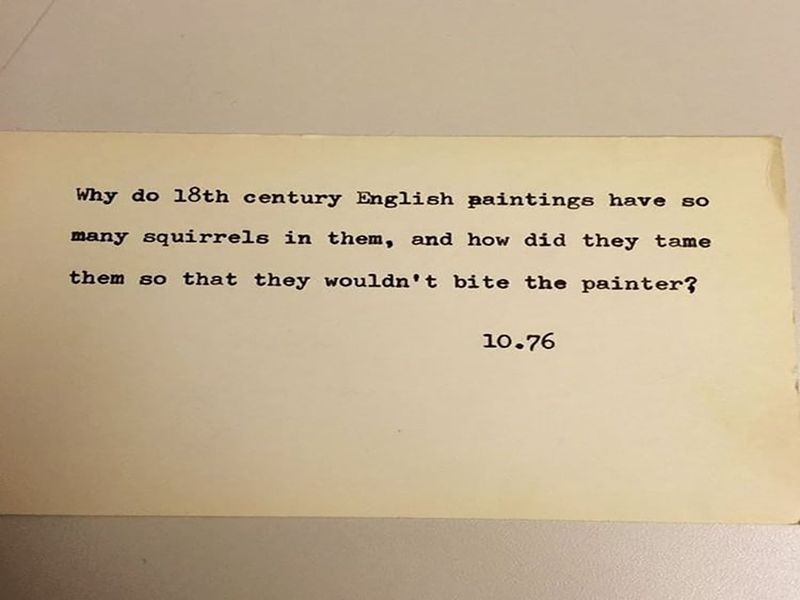 Why do 18th century English paintings have so
many squirrels in them, and how did they tame
them so that they wouldn't bite the painter?
10.76